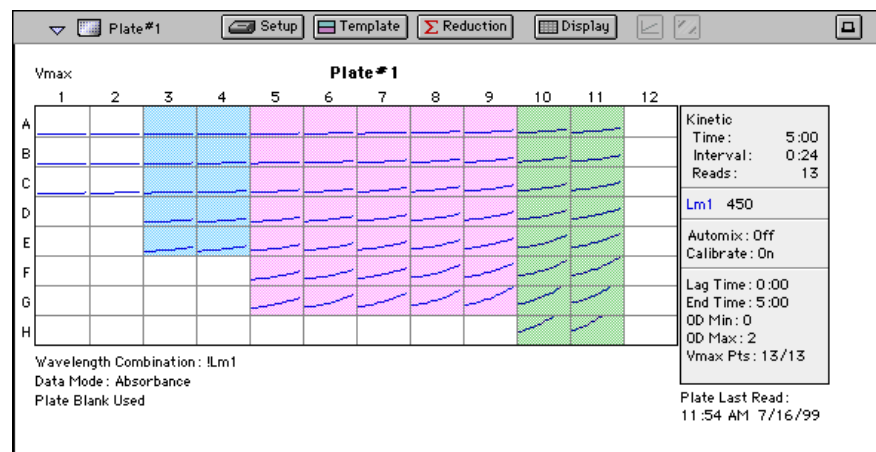 Plate#1
Setup
Template
Reduction
Display
Vmax
Plate#1
1 2 3 4 5 6 7 8 9 10 11 12
A
B
C
D
E
F
G
H
Kinetic
Time: 5:00
Interval: 0:24
Reads: 13
Lm1 450
Automix: Off
Calibrate: On
Lag Time: 0:00
End Time: 5:00
OD Min: 0
OD Max: 2
Vmax Pts: 13/13
Wavelength Combination: !Lm1
Data Mode: Absorbance
Plate Blank Used
Plate Last Read:
11:54 AM 7/16/99